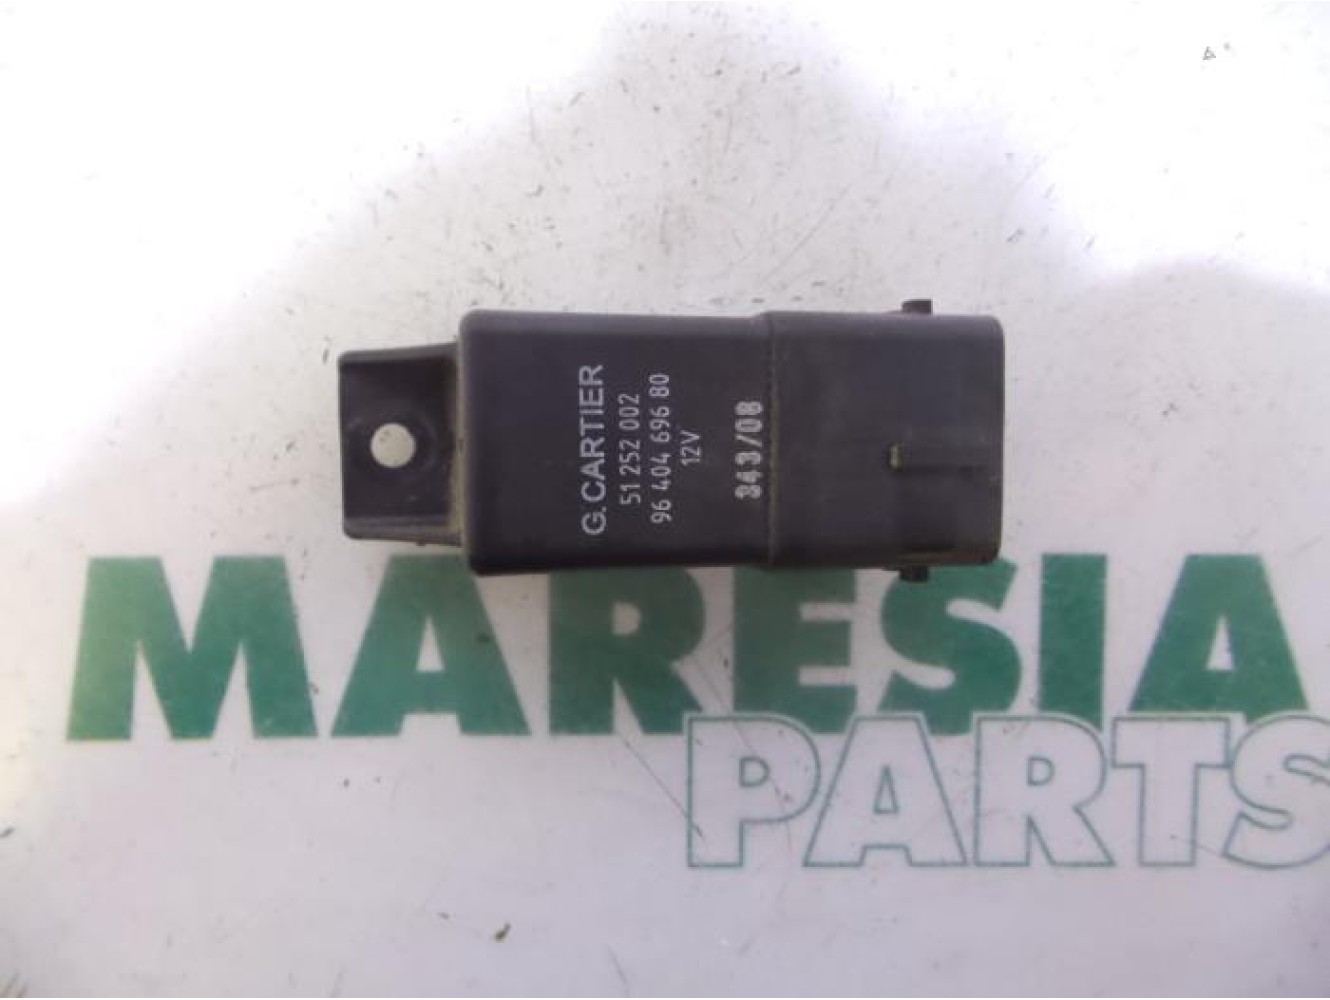 G. CARTIER
51 252 002
96 404 696 80
12V
343/08
MARESIA
PARTS